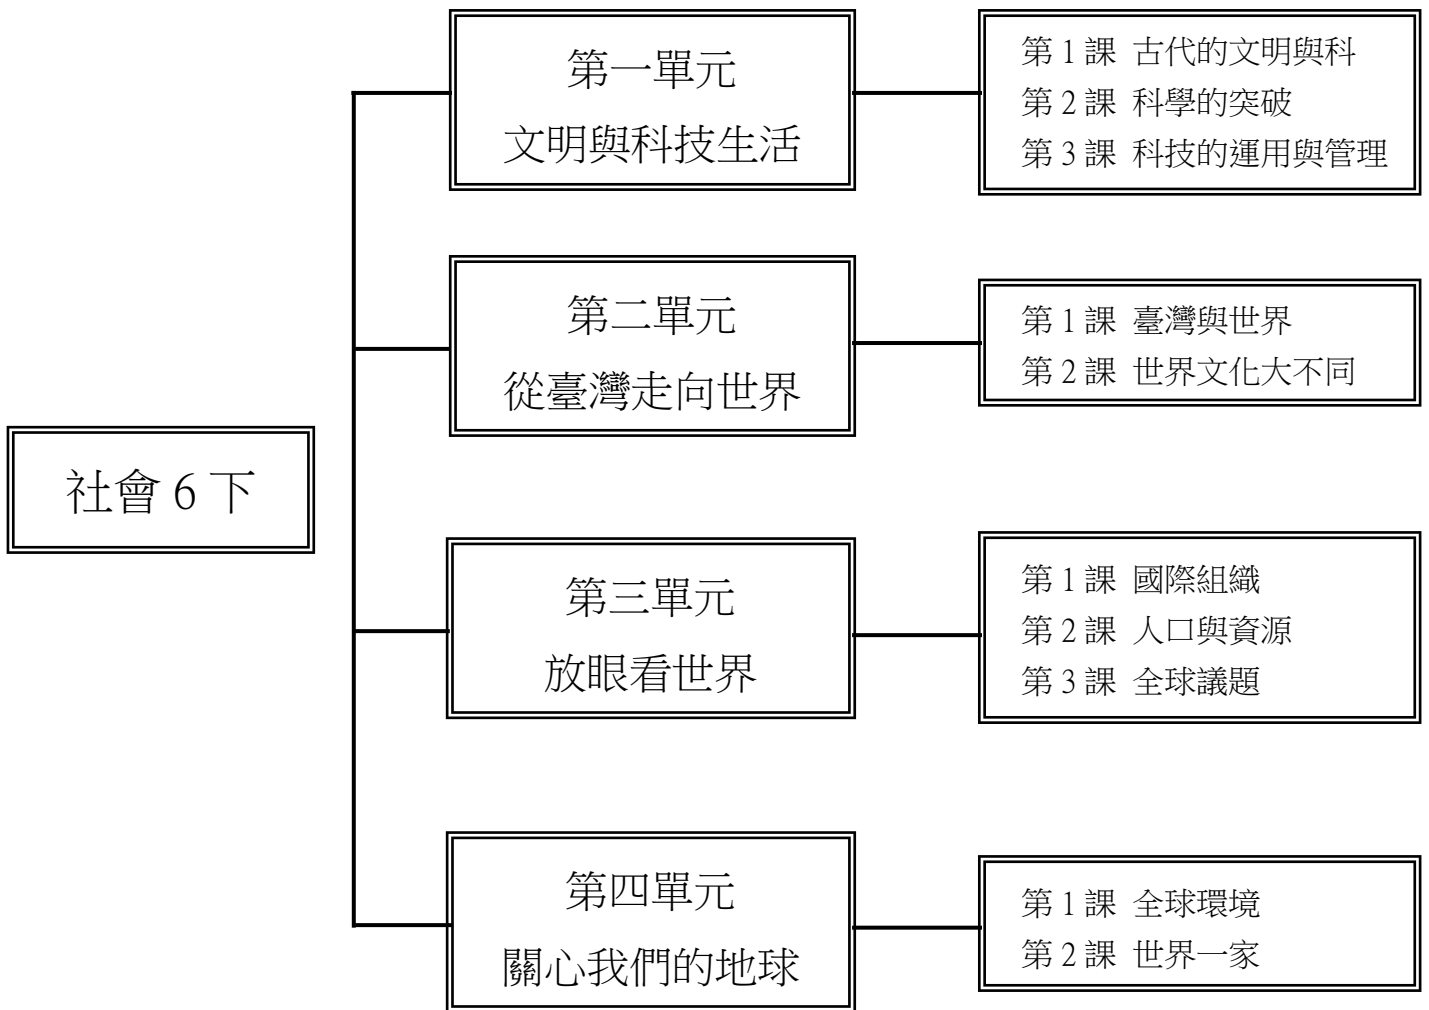 社會 6 下
第一單元
文明與科技生活
第 1 課 古代的文明與科
第 2 課 科學的突破
第 3 課 科技的運用與管理
第二單元
從臺灣走向世界
第 1 課 臺灣與世界
第 2 課 世界文化大不同
第三單元
放眼看世界
第 1 課 國際組織
第 2 課 人口與資源
第 3 課 全球議題
第四單元
關心我們的地球
第 1 課 全球環境
第 2 課 世界一家